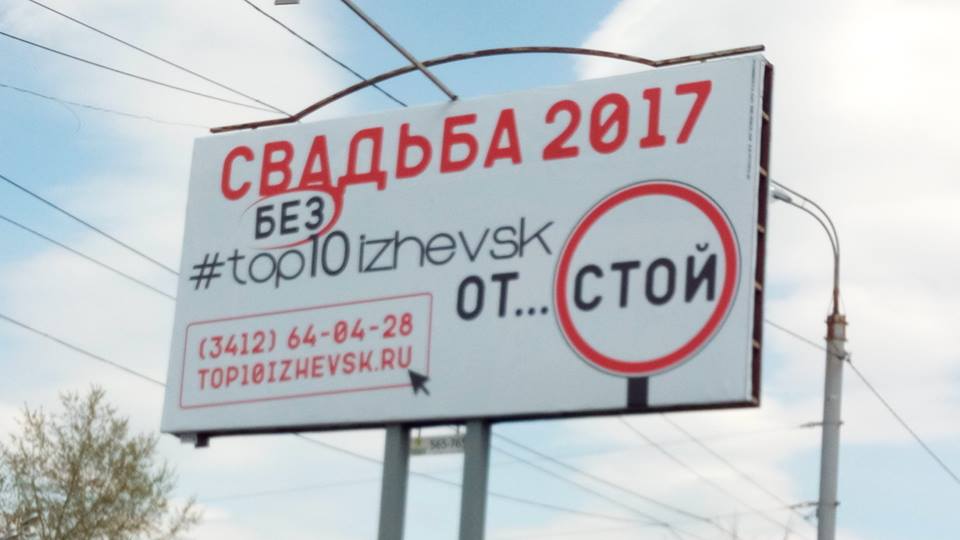 СВАДЬБА 2017
БЕЗ
#top10izhevsk
ОТ... СТОЙ
(3412) 64-04-28
TOP10IZHEVSK.RU